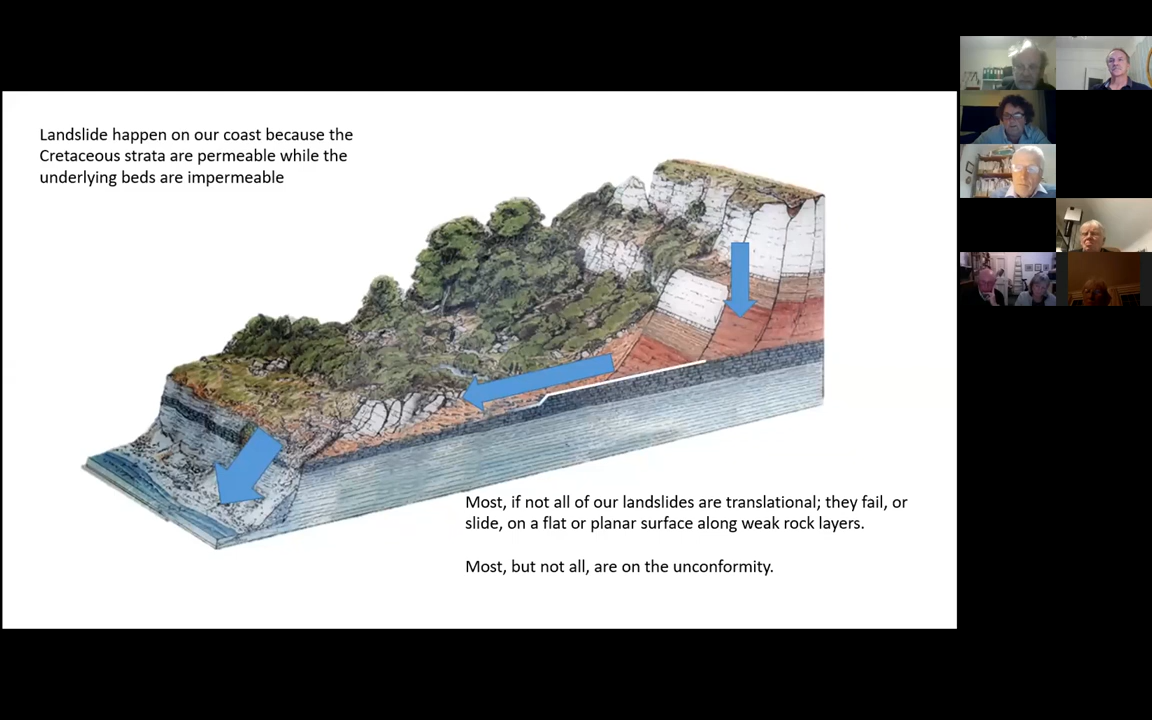 Landslide happen on our coast because the
Cretaceous strata are permeable while the
underlying beds are impermeable
Most, if not all of our landslides are translational; they fail, or
slide, on a flat or planar surface along weak rock layers.
Most, but not all, are on the unconformity.